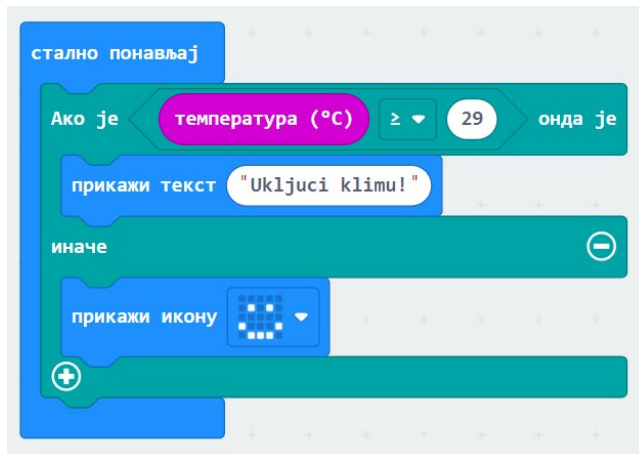 стално понављај
Ако је температура (°C) ≥ 29 онда је
прикажи текст "Ukljuci klimu!"
иначе
прикажи икону